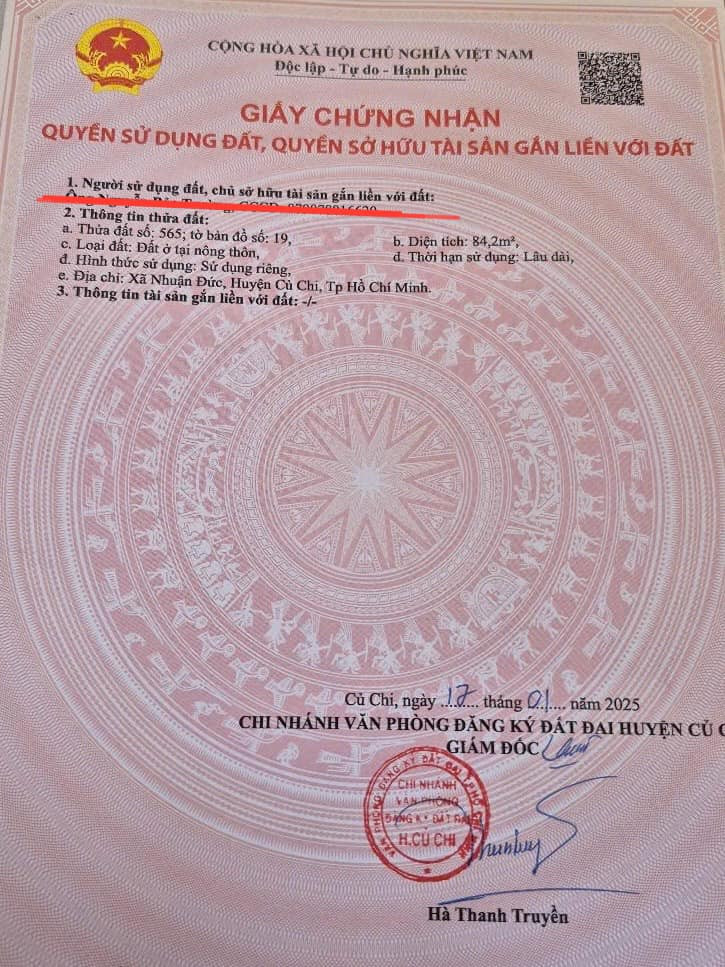 CỘNG HÒA XÃ HỘI CHỦ NGHĨA VIỆT NAM
Độc lập - Tự do - Hạnh phúc
GIẤY CHỨNG NHẬN
QUYỀN SỬ DỤNG ĐẤT, QUYỀN SỞ HỮU TÀI SẢN GẮN LIỀN VỚI ĐẤT
1. Người sử dụng đất, chủ sở hữu tài sản gắn liền với đất:
2. Thông tin thửa đất:
a. Thửa đất số: 565; tờ bản đồ số: 19,
b. Diện tích: 84,2m²,
c. Loại đất: Đất ở tại nông thôn,
d. Thời hạn sử dụng: Lâu dài,
đ. Hình thức sử dụng: Sử dụng riêng,
e. Địa chỉ: Xã Nhuận Đức, Huyện Củ Chi, Tp Hồ Chí Minh.
3. Thông tin tài sản gắn liền với đất: -/-
Củ Chi, ngày 17 tháng 01 năm 2025
CHI NHÁNH VĂN PHÒNG ĐĂNG KÝ ĐẤT ĐAI HUYỆN CỦ C
GIÁM ĐỐC
CHI NHÁNH
VĂN PHÒNG
ĐĂNG KÝ ĐẤT ĐAI
H.CỦ CHI
Hà Thanh Truyền